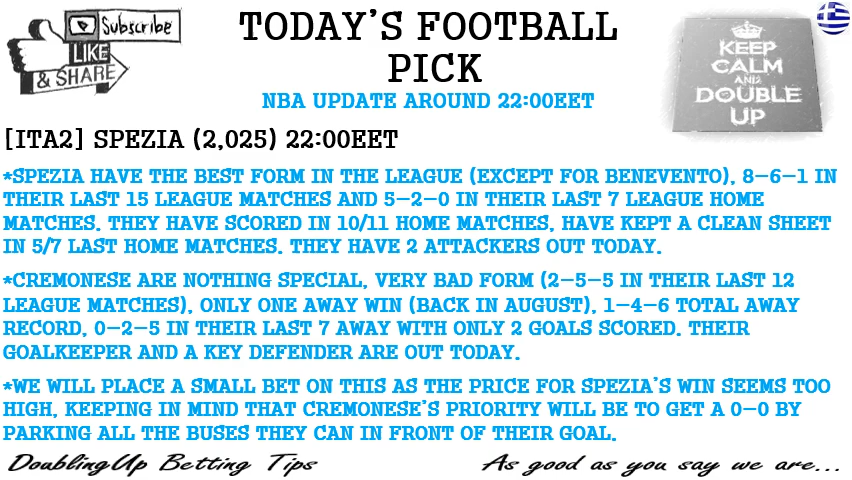 Subscribe
LIKE
& SHARE
TODAY'S FOOTBALL
PICK
NBA UPDATE AROUND 22:00EET
KEEP
CALM
AND
DOUBLE
UP
[ITA2] SPEZIA (2,025) 22:00EET
*SPEZIA HAVE THE BEST FORM IN THE LEAGUE (EXCEPT FOR BENEVENTO), 8-6-1 IN
THEIR LAST 15 LEAGUE MATCHES AND 5-2-0 IN THEIR LAST 7 LEAGUE HOME
MATCHES. THEY HAVE SCORED IN 10/11 HOME MATCHES, HAVE KEPT A CLEAN SHEET
IN 5/7 LAST HOME MATCHES. THEY HAVE 2 ATTACKERS OUT TODAY.
*CREMONESE ARE NOTHING SPECIAL, VERY BAD FORM (2-5-5 IN THEIR LAST 12
LEAGUE MATCHES), ONLY ONE AWAY WIN (BACK IN AUGUST), 1-4-6 TOTAL AWAY
RECORD, 0-2-5 IN THEIR LAST 7 AWAY WITH ONLY 2 GOALS SCORED. THEIR
GOALKEEPER AND A KEY DEFENDER ARE OUT TODAY.
*WE WILL PLACE A SMALL BET ON THIS AS THE PRICE FOR SPEZIA'S WIN SEEMS TOO
HIGH, KEEPING IN MIND THAT CREMONESE'S PRIORITY WILL BE TO GET A 0-0 BY
PARKING ALL THE BUSES THEY CAN IN FRONT OF THEIR GOAL.
DoublingUp Betting Tips
As good as you say we are...